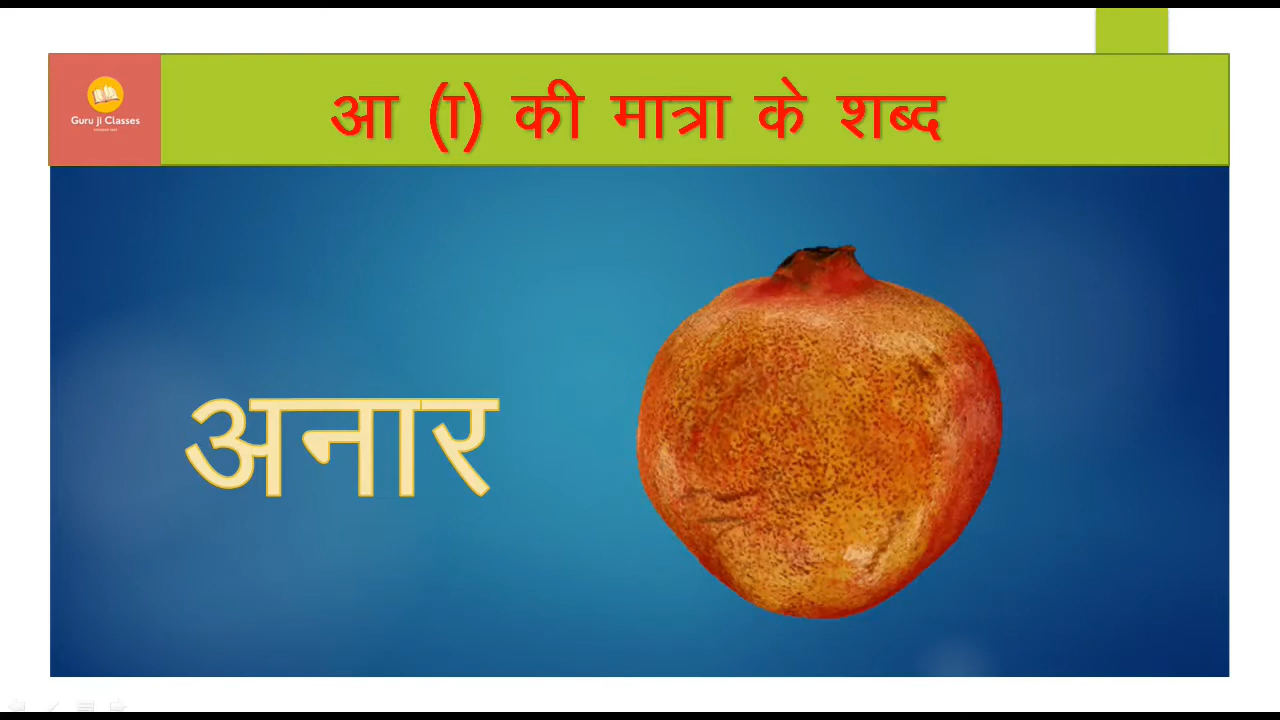 आ (ा) की मात्रा के शब्द
Guru Ji Classes
अनार